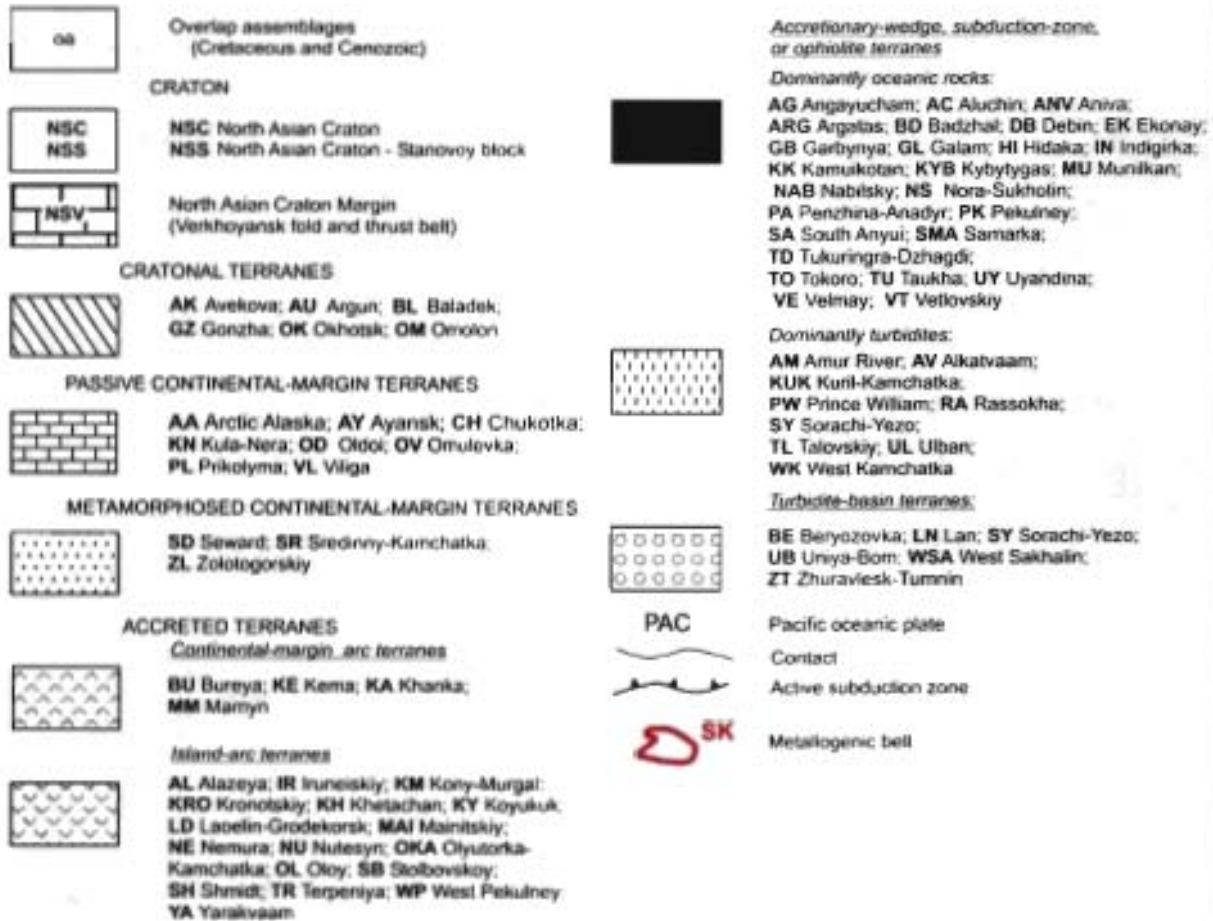 oa
Overlap assemblages
(Cretaceous and Cenozoic)
CRATON
NSC
NSS
NSC North Asian Craton
NSS North Asian Craton - Stanovoy block
NSV
North Asian Craton Margin
(Verkhoyansk fold and thrust belt)
CRATONAL TERRANES
AK Avekova; AU Argun; BL Baladek;
GZ Gonzha; OK Okhotsk; OM Omolon
PASSIVE CONTINENTAL-MARGIN TERRANES
AA Arctic Alaska; AY Ayansk; CH Chukotka;
KN Kula-Nera; OD Oldoi; OV Omulevka;
PL Prikolyma; VL Viliga
METAMORPHOSED CONTINENTAL-MARGIN TERRANES
SD Seward; SR Sredinny-Kamchatka;
ZL Zolotogorskiy
ACCRETED TERRANES
Continental-margin arc terranes
BU Bureya; KE Kema; KA Khanka;
MM Mamyn
Island-arc terranes
AL Alazeya; IR Iruneiskiy; KM Kony-Murgal;
KRO Kronotskiy; KH Khetachan; KY Koyukuk;
LD Laoelin-Grodekorsk; MAI Mainitskiy;
NE Nemura; NU Nutesyn; OKA Olyutorka-
Kamchatka; OL Oloy; SB Stolbovskoy;
SH Shmidt; TR Terpeniya; WP West Pekulney
YA Yarakvaam
Accretionary-wedge, subduction-zone,
or ophiolite terranes
Dominantly oceanic rocks:
AG Angayucham; AC Aluchin; ANV Aniva;
ARG Argatas; BD Badzhal; DB Debin; EK Ekonay;
GB Garbynya; GL Galam; HI Hidaka; IN Indigirka;
KK Kamuikotan; KYB Kybytygas; MU Munilkan;
NAB Nabilsky; NS Nora-Sukhotin;
PA Penzhina-Anadyr; PK Pekulney;
SA South Anyui; SMA Samarka;
TD Tukuringra-Dzhagdi;
TO Tokoro; TU Taukha; UY Uyandina;
VE Velmay; VT Vetlovskiy
Dominantly turbidites:
AM Amur River; AV Alkatvaam;
KUK Kuril-Kamchatka;
PW Prince William; RA Rassokha;
SY Sorachi-Yezo;
TL Talovskiy; UL Ulban;
WK West Kamchatka
Turbidite-basin terranes:
BE Beryozovka; LN Lan; SY Sorachi-Yezo;
UB Uniya-Bom; WSA West Sakhalin;
ZT Zhuravlesk-Tumnin
PAC
Pacific oceanic plate
Contact
Active subduction zone
SK
Metallogenic belt